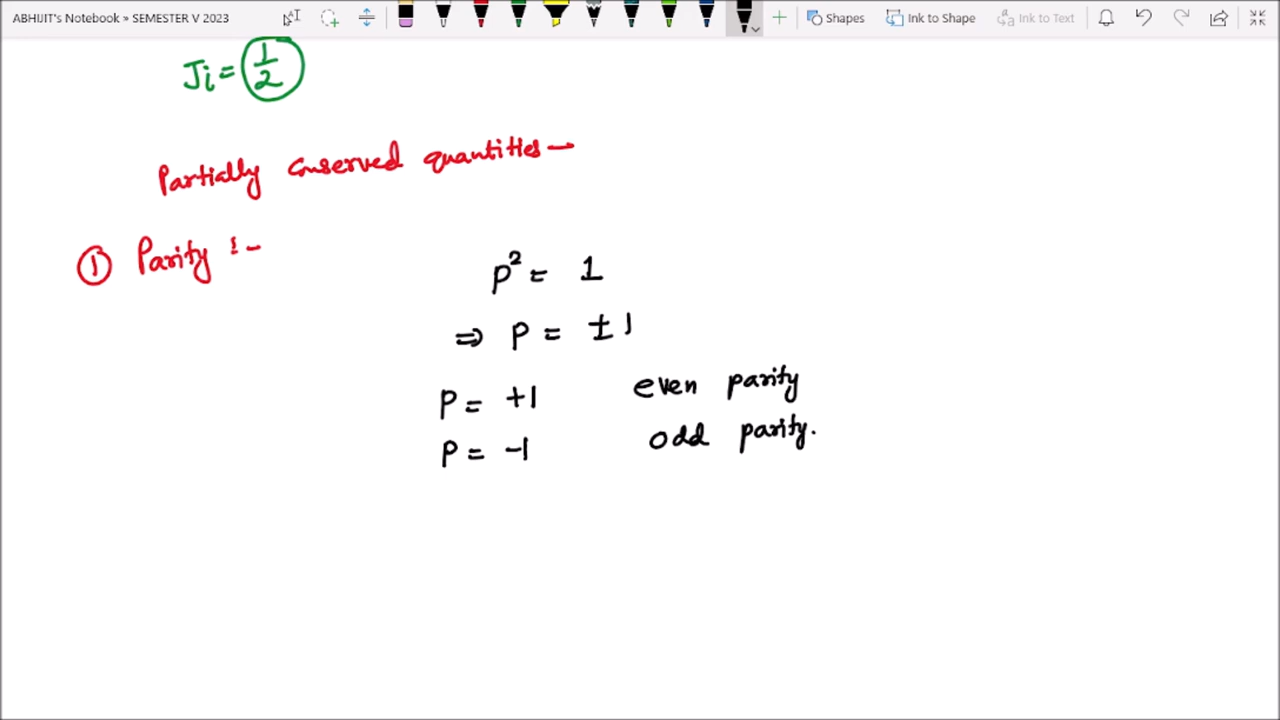 ABHIJIT's Notebook » SEMESTER V 2023
Shapes
Ink to Shape
Ink to Text
Ji = 1/2
Partially conserved quantities —
① Parity :-
p² = 1
⇒ P = ±1
P = +1 even parity
P = -1 odd parity.